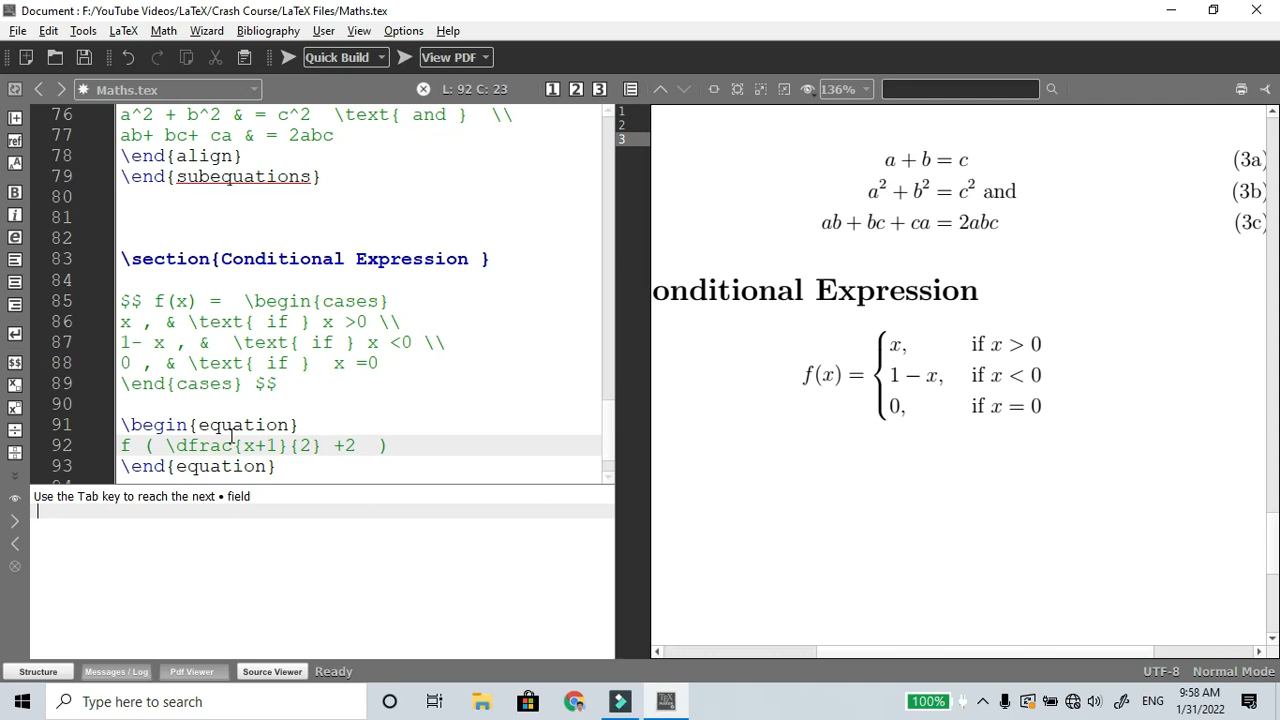 Document : F:/YouTube Videos/LaTeX/Crash Course/LaTeX Files/Maths.tex
File Edit Tools LaTeX Math Wizard Bibliography User View Options Help
Quick Build View PDF
Maths.tex L: 92 C: 23 1 2 3 136%
76 a^2 + b^2 & = c^2 \text{ and } \\
77 ab+ bc+ ca & = 2abc
78 \end{align}
79 \end{subequations}
80
81
82
83 \section{Conditional Expression }
84
85 $$ f(x) = \begin{cases}
86 x , & \text{ if } x >0 \\
87 1- x , & \text{ if } x <0 \\
88 0 , & \text{ if } x =0
89 \end{cases} $$
90
91 \begin{equation}
92 f ( \dfrac{x+1}{2} +2 )
93 \end{equation}
Use the Tab key to reach the next • field
1
2
3
a + b = c (3a)
a² + b² = c² and (3b)
ab + bc + ca = 2abc (3c)
onditional Expression
f(x) = { x, if x > 0
1 − x, if x < 0
0, if x = 0
Structure Messages / Log Pdf Viewer Source Viewer Ready UTF-8 Normal Mode
Type here to search 100% ENG 9:58 AM
1/31/2022